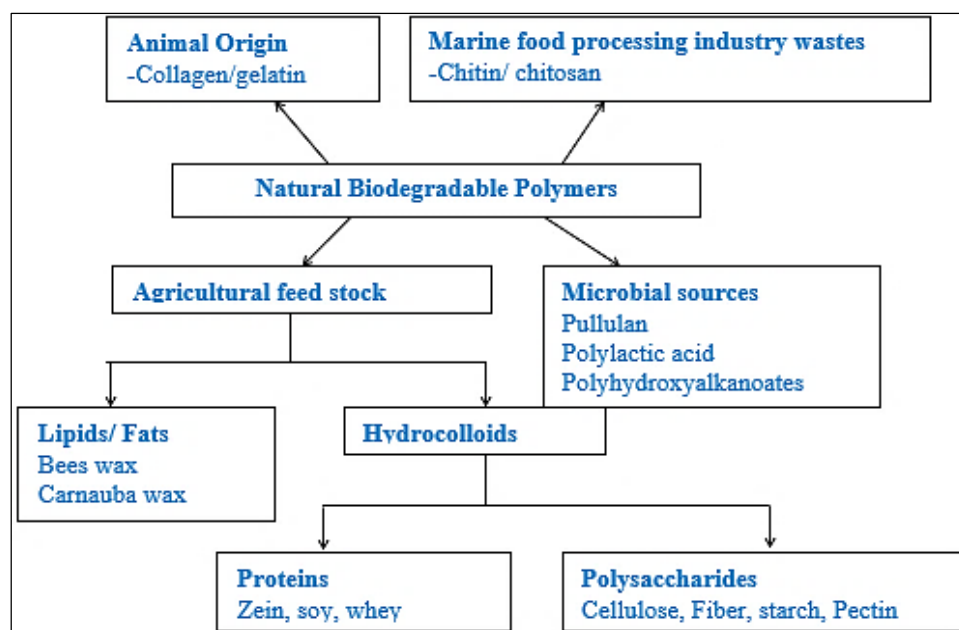 Animal Origin
-Collagen/gelatin
Marine food processing industry wastes
-Chitin/ chitosan
Natural Biodegradable Polymers
Agricultural feed stock
Microbial sources
Pullulan
Polylactic acid
Polyhydroxyalkanoates
Lipids/ Fats
Bees wax
Carnauba wax
Hydrocolloids
Proteins
Zein, soy, whey
Polysaccharides
Cellulose, Fiber, starch, Pectin